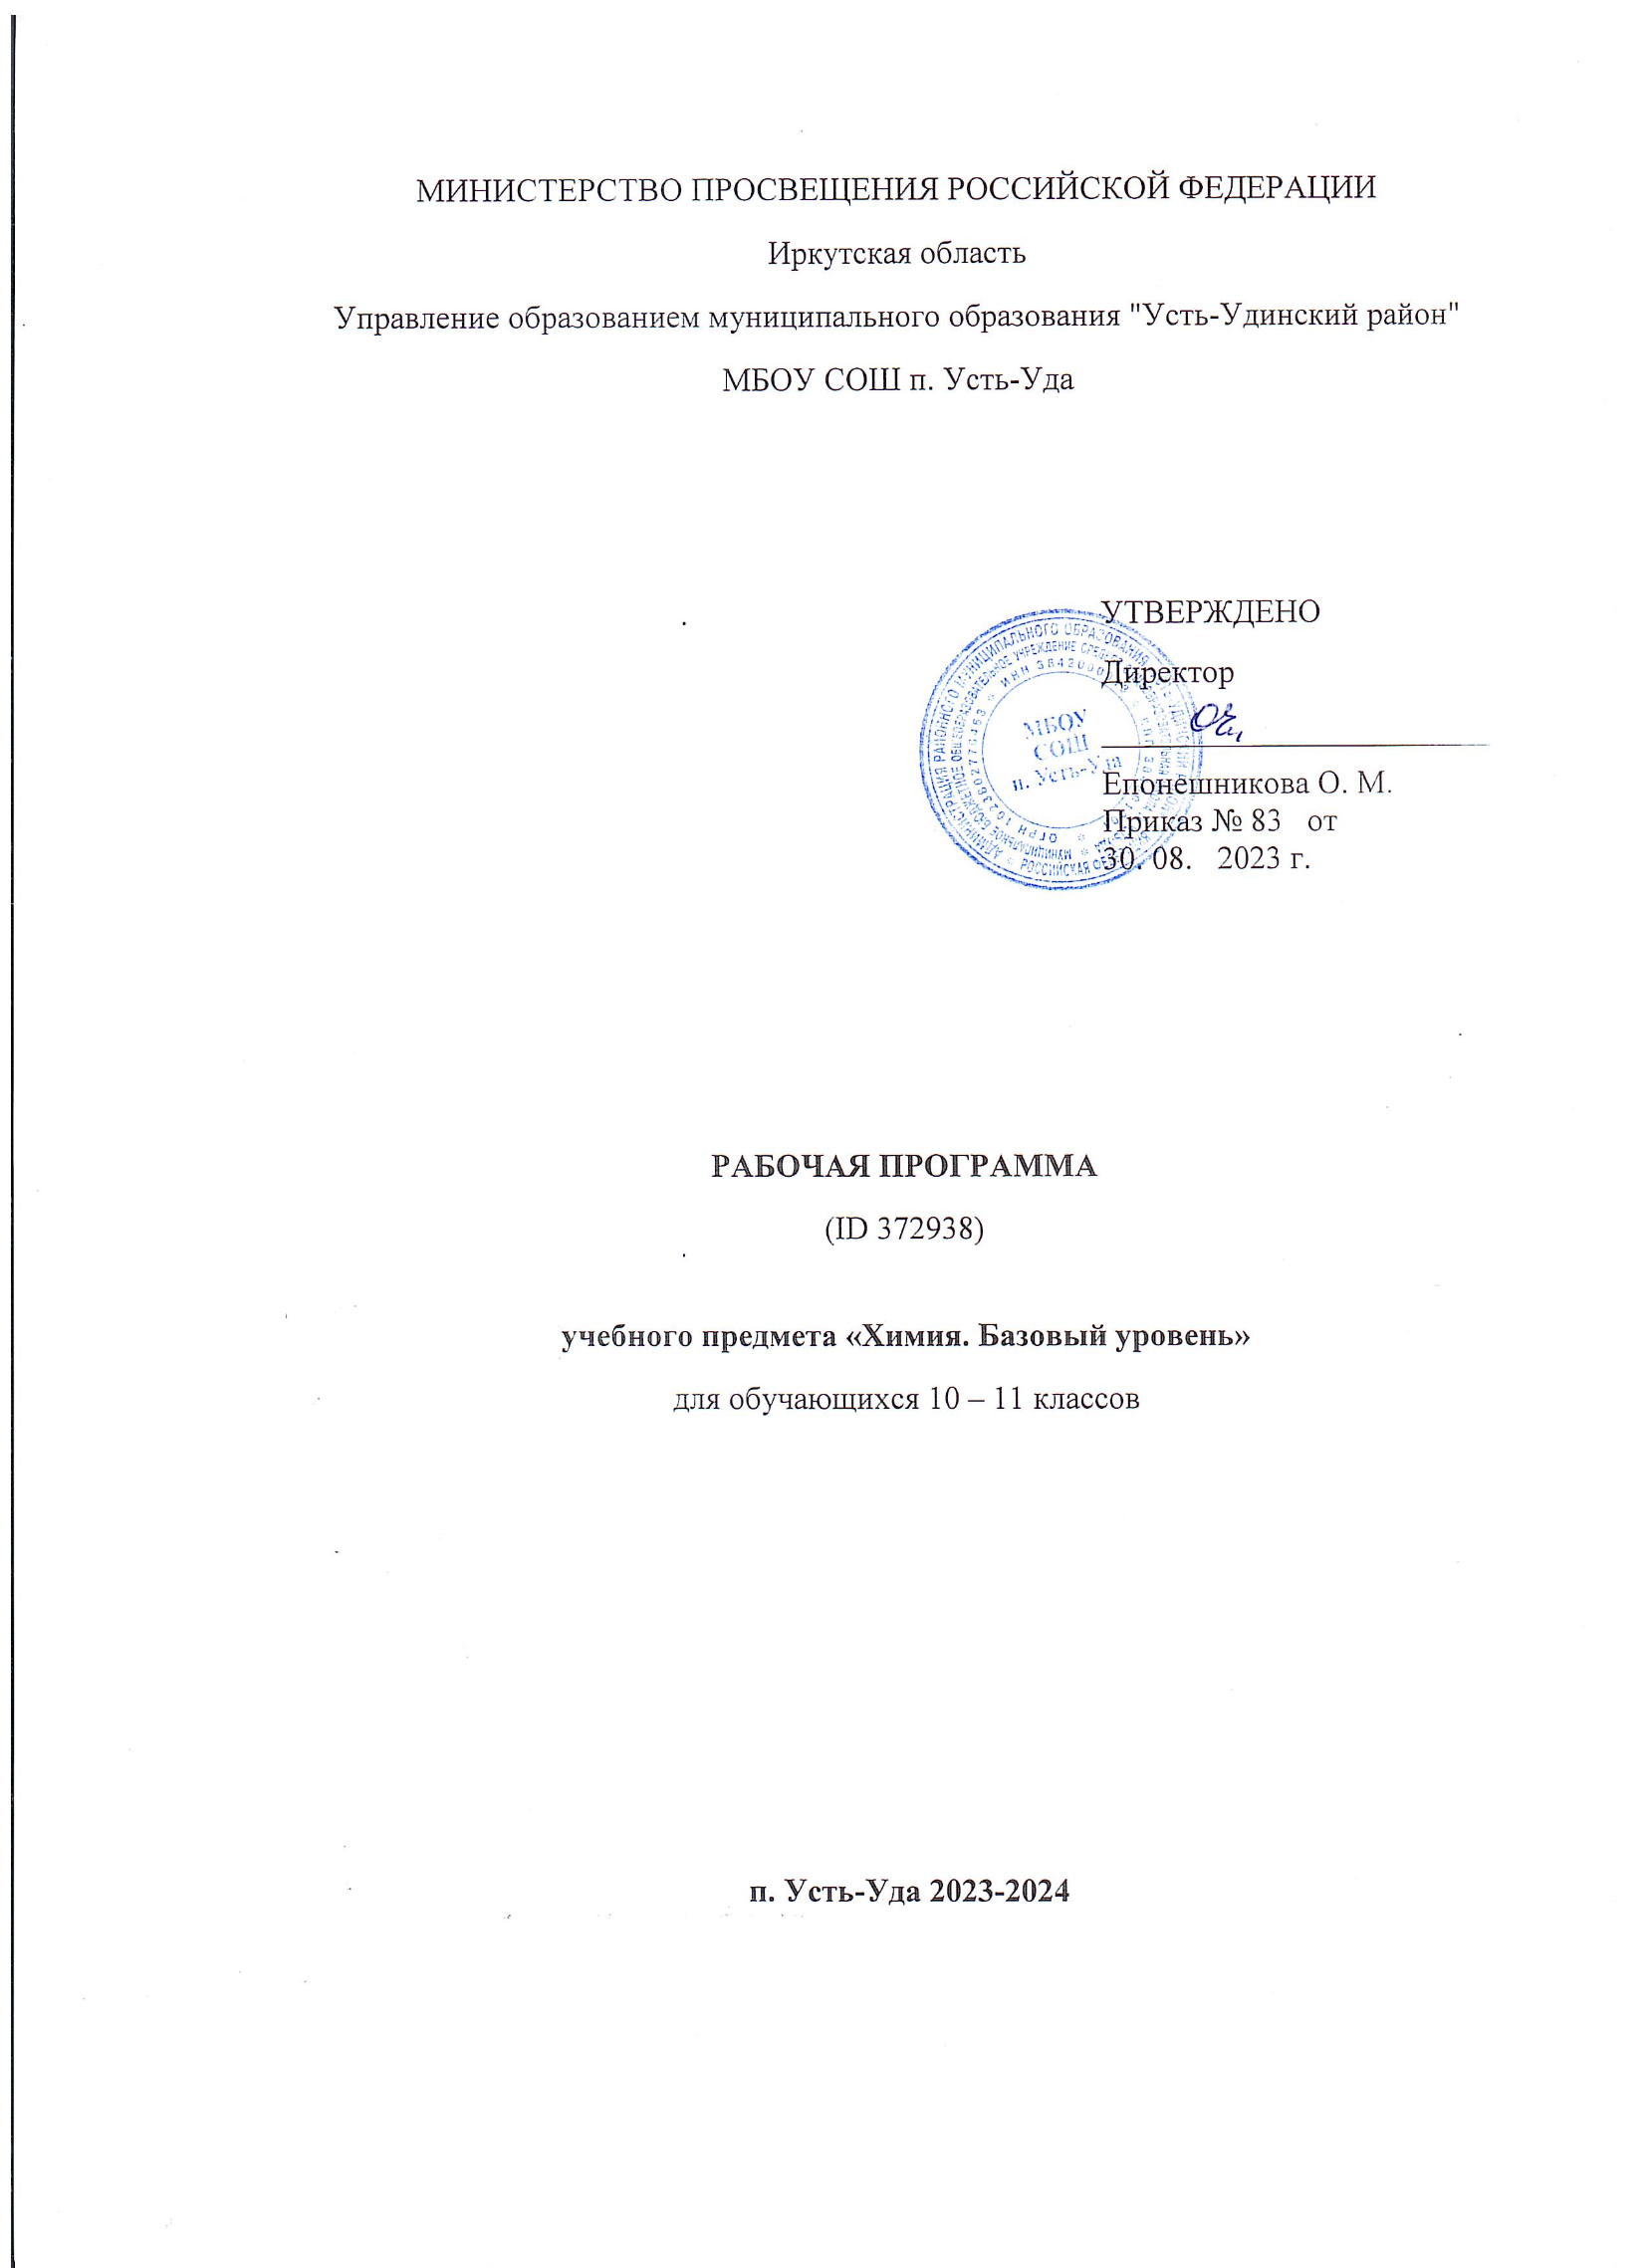 МИНИСТЕРСТВО ПРОСВЕЩЕНИЯ РОССИЙСКОЙ ФЕДЕРАЦИИ
Иркутская область
Управление образованием муниципального образования "Усть-Удинский район"
МБОУ СОШ п. Усть-Уда
УТВЕРЖДЕНО
Директор
МБОУ
СОШ
п. Усть-Уда
Епонешникова О. М.
Приказ № 83 от
30. 08. 2023 г.
РАБОЧАЯ ПРОГРАММА
(ID 372938)
учебного предмета «Химия. Базовый уровень»
для обучающихся 10 – 11 классов
п. Усть-Уда 2023-2024